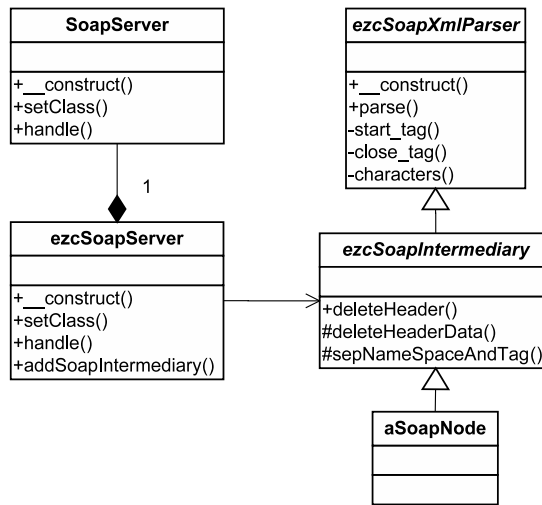 SoapServer
+__construct()
+setClass()
+handle()
1
ezcSoapServer
+__construct()
+setClass()
+handle()
+addSoapIntermediary()
ezcSoapXmlParser
+__construct()
+parse()
-start_tag()
-close_tag()
-characters()
ezcSoapIntermediary
+deleteHeader()
#deleteHeaderData()
#sepNameSpaceAndTag()
aSoapNode